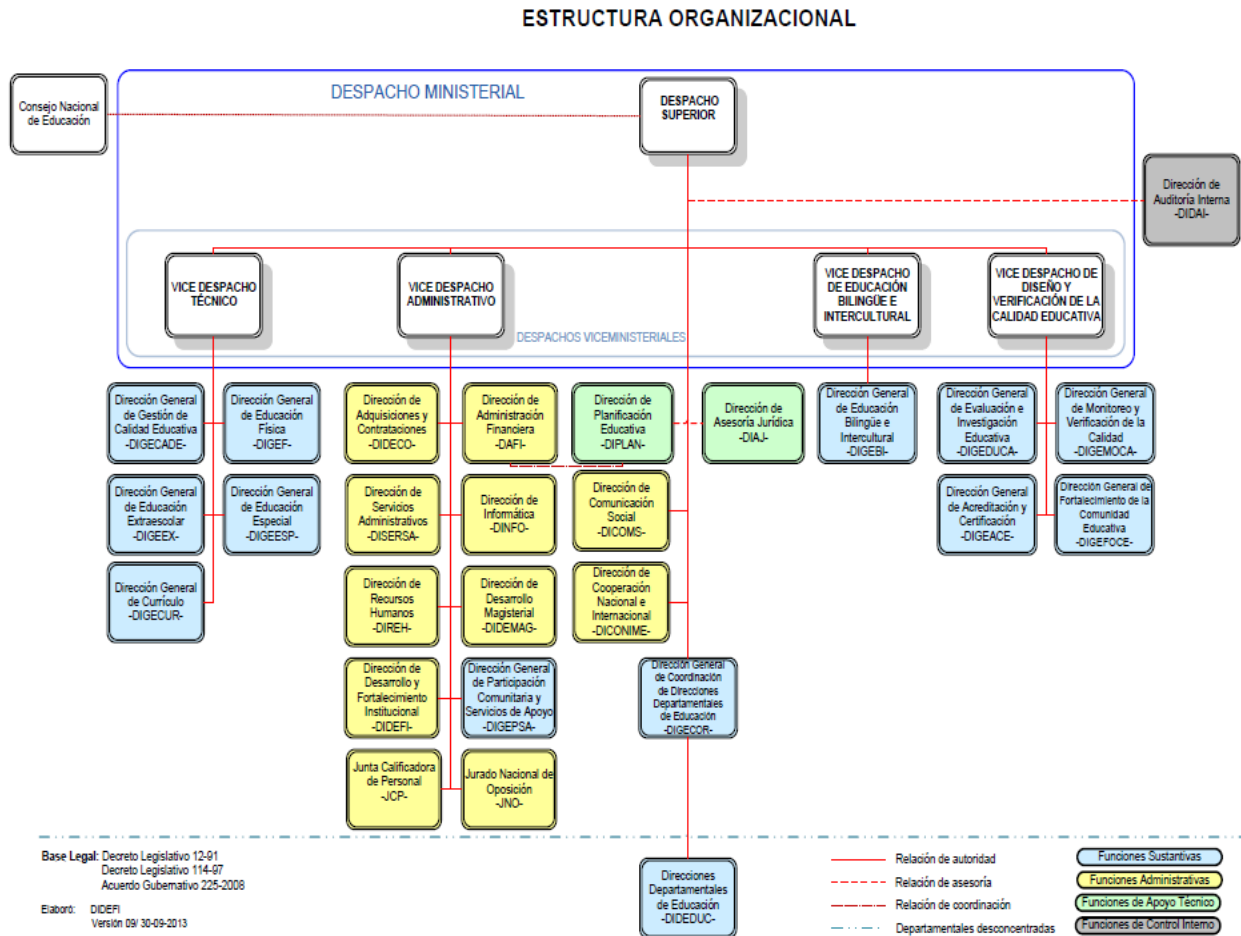 ESTRUCTURA ORGANIZACIONAL
Consejo Nacional
de Educación
DESPACHO MINISTERIAL
DESPACHO
SUPERIOR
Dirección de
Auditoría Interna
-DIDAI-
VICE DESPACHO
TÉCNICO
VICE DESPACHO
ADMINISTRATIVO
VICE DESPACHO
DE EDUCACIÓN
BILINGÜE E
INTERCULTURAL
VICE DESPACHO DE
DISEÑO Y
VERIFICACIÓN DE LA
CALIDAD EDUCATIVA
DESPACHOS VICEMINISTERIALES
Dirección General
de Gestión de
Calidad Educativa
-DIGECADE-
Dirección General
de Educación
Física
-DIGEF-
Dirección de
Adquisiciones y
Contrataciones
-DIDECO-
Dirección de
Administración
Financiera
-DAFI-
Dirección de
Planificación
Educativa
-DIPLAN-
Dirección de
Asesoría Jurídica
-DIAJ-
Dirección General
de Educación
Bilingüe e
Intercultural
-DIGEBI-
Dirección General
de Evaluación e
Investigación
Educativa
-DIGEDUCA-
Dirección General
de Monitoreo y
Verificación de la
Calidad
-DIGEMOCA-
Dirección General
de Educación
Extraescolar
-DIGEEX-
Dirección General
de Educación
Especial
-DIGEESP-
Dirección de
Servicios
Administrativos
-DISERSA-
Dirección de
Informática
-DINFO-
Dirección de
Comunicación
Social
-DICOMS-
Dirección General
de Acreditación y
Certificación
-DIGEACE-
Dirección General de
Fortalecimiento de la
Comunidad
Educativa
-DIGEFOCE-
Dirección General
de Currículo
-DIGECUR-
Dirección de
Recursos
Humanos
-DIREH-
Dirección de
Desarrollo
Magisterial
-DIDEMAG-
Dirección de
Cooperación
Nacional e
Internacional
-DICONIME-
Dirección de
Desarrollo y
Fortalecimiento
Institucional
-DIDEFI-
Dirección General
de Participación
Comunitaria y
Servicios de Apoyo
-DIGEPSA-
Dirección General
de Coordinación
de Direcciones
Departamentales
de Educación
-DIGECOR-
Junta Calificadora
de Personal
-JCP-
Jurado Nacional de
Oposición
-JNO-
Direcciones
Departamentales
de Educación
-DIDEDUC-
Base Legal: Decreto Legislativo 12-91
Decreto Legislativo 114-97
Acuerdo Gubernativo 225-2008
Elaboró: DIDEFI
Versión 09/ 30-09-2013
Relación de autoridad
Relación de asesoría
Relación de coordinación
Departamentales desconcentradas
Funciones Sustantivas
Funciones Administrativas
Funciones de Apoyo Técnico
Funciones de Control Interno